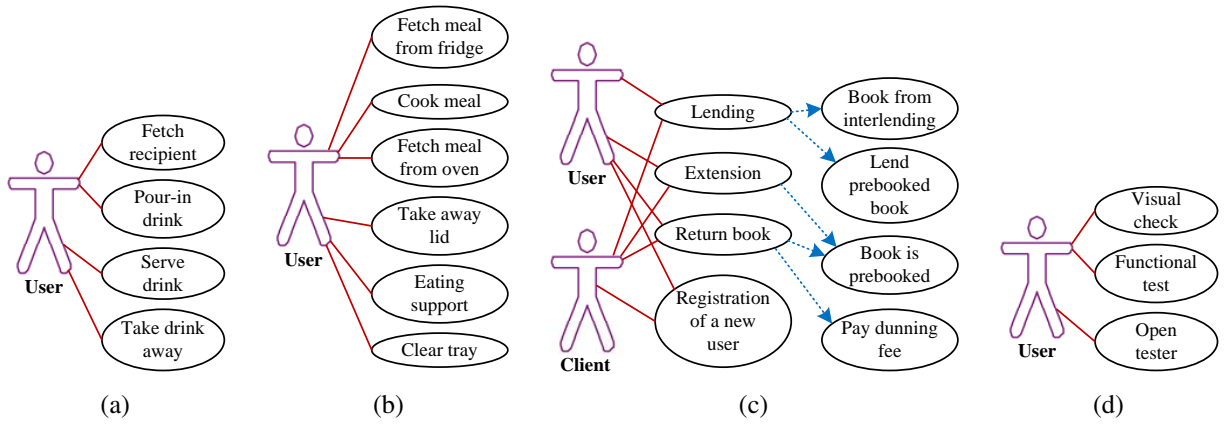 Fetch
recipient
Pour-in
drink
Serve
drink
Take drink
away
User
(a)
Fetch meal
from fridge
Cook meal
Fetch meal
from oven
Take away
lid
Eating
support
Clear tray
User
(b)
User
Client
Lending
Extension
Return book
Registration
of a new
user
Book from
interlending
Lend
prebooked
book
Book is
prebooked
Pay dunning
fee
(c)
Visual
check
Functional
test
Open
tester
User
(d)